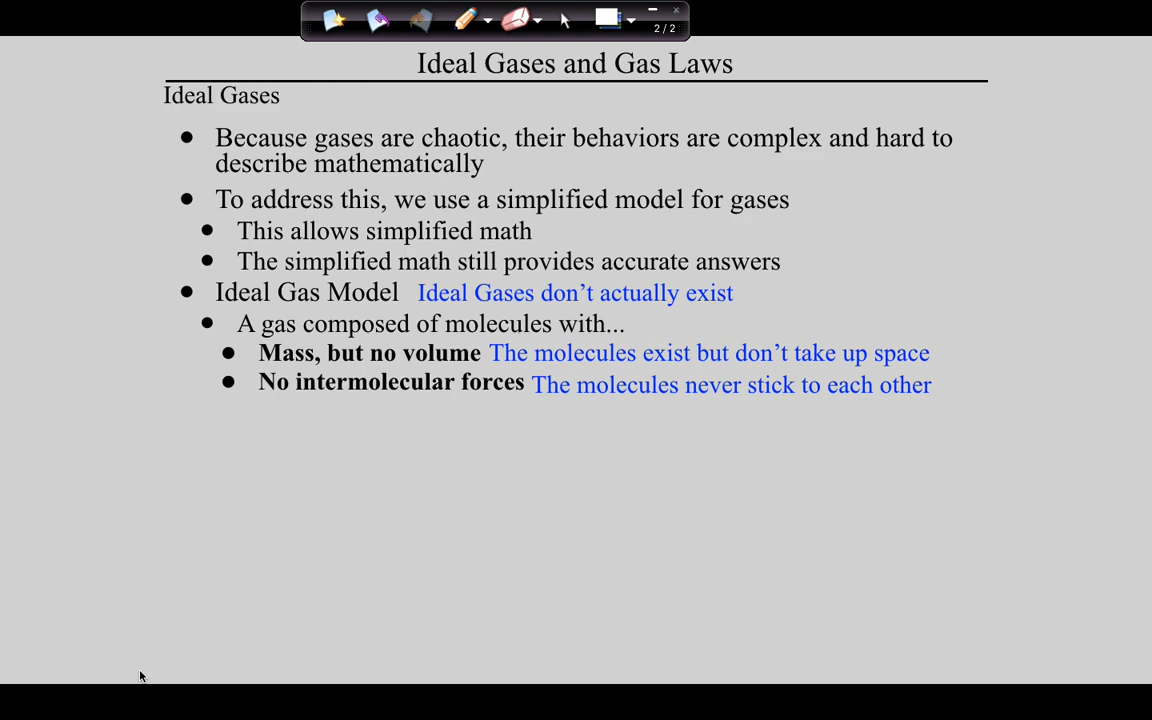 2 / 2
Ideal Gases and Gas Laws
Ideal Gases
● Because gases are chaotic, their behaviors are complex and hard to
describe mathematically
● To address this, we use a simplified model for gases
● This allows simplified math
● The simplified math still provides accurate answers
● Ideal Gas Model Ideal Gases don’t actually exist
● A gas composed of molecules with...
● Mass, but no volume The molecules exist but don’t take up space
● No intermolecular forces The molecules never stick to each other